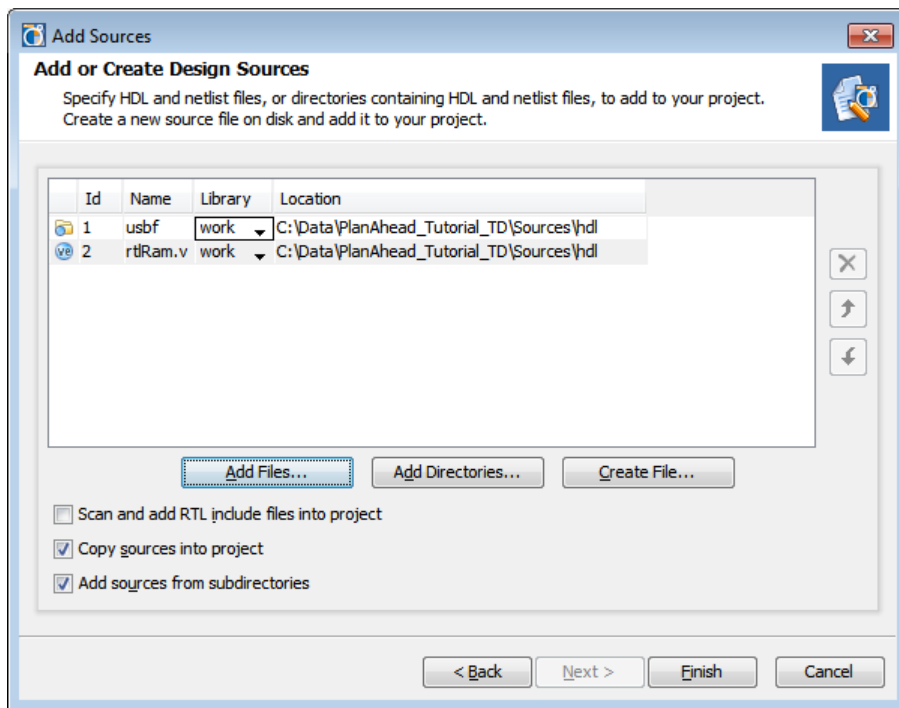 Add Sources
Add or Create Design Sources
Specify HDL and netlist files, or directories containing HDL and netlist files, to add to your project.
Create a new source file on disk and add it to your project.
Id Name Library Location
1 usbf work C:\Data\PlanAhead_Tutorial_TD\Sources\hdl
ve 2 rtlRam.v work C:\Data\PlanAhead_Tutorial_TD\Sources\hdl
Add Files... Add Directories... Create File...
Scan and add RTL include files into project
Copy sources into project
Add sources from subdirectories
< Back Next > Finish Cancel